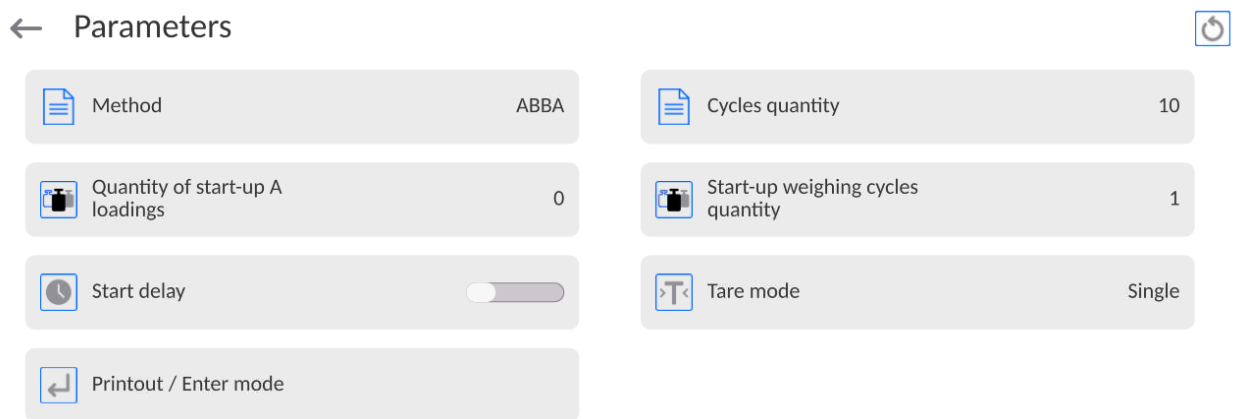 Parameters
Method ABBA
Cycles quantity 10
Quantity of start-up A
loadings 0
Start-up weighing cycles
quantity 1
Start delay
Tare mode Single
Printout / Enter mode